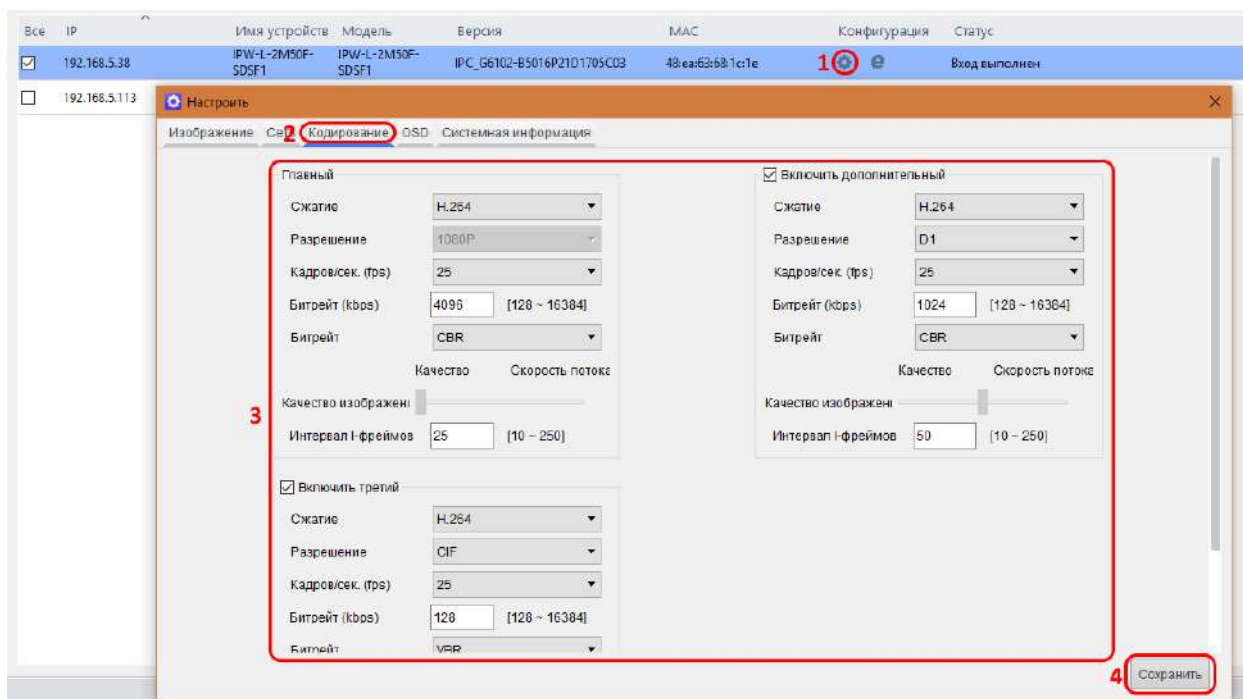 Все IP Имя устройств Модель Версия MAC Конфигурация Статус
192.168.5.38 IPW-L-2M50F-SDSF1 IPW-L-2M50F-SDSF1 IPC_G6102-B5016P21D1705C03 48:ea:63:68:1c:1e 1 Вход выполнен
192.168.5.113
Настроить
Изображение Сеть 2 Кодирование OSD Системная информация
3
Главный
Сжатие H.264
Разрешение 1080P
Кадров/сек. (fps) 25
Битрейт (kbps) 4096 [128 ~ 16384]
Битрейт CBR
Качество Скорость потока
Качество изображени
Интервал I-фреймов 25 [10 ~ 250]
Включить дополнительный
Сжатие H.264
Разрешение D1
Кадров/сек. (fps) 25
Битрейт (kbps) 1024 [128 ~ 16384]
Битрейт CBR
Качество Скорость потока
Качество изображени
Интервал I-фреймов 50 [10 ~ 250]
Включить третий
Сжатие H.264
Разрешение CIF
Кадров/сек. (fps) 25
Битрейт (kbps) 128 [128 ~ 16384]
Битрейт VBR
4 Сохранить